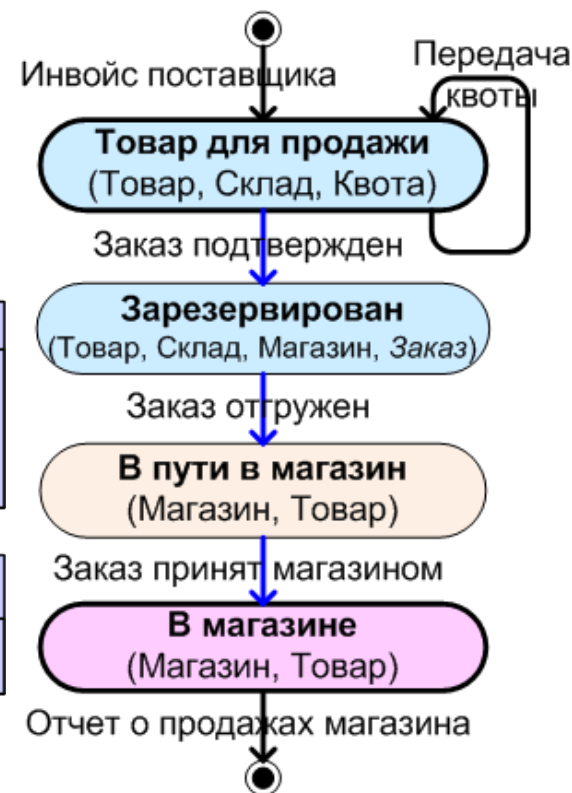 Инвойс поставщика
Передача
квоты
Товар для продажи
(Товар, Склад, Квота)
Заказ подтвержден
Зарезервирован
(Товар, Склад, Магазин, Заказ)
Заказ отгружен
В пути в магазин
(Магазин, Товар)
Заказ принят магазином
В магазине
(Магазин, Товар)
Отчет о продажах магазина